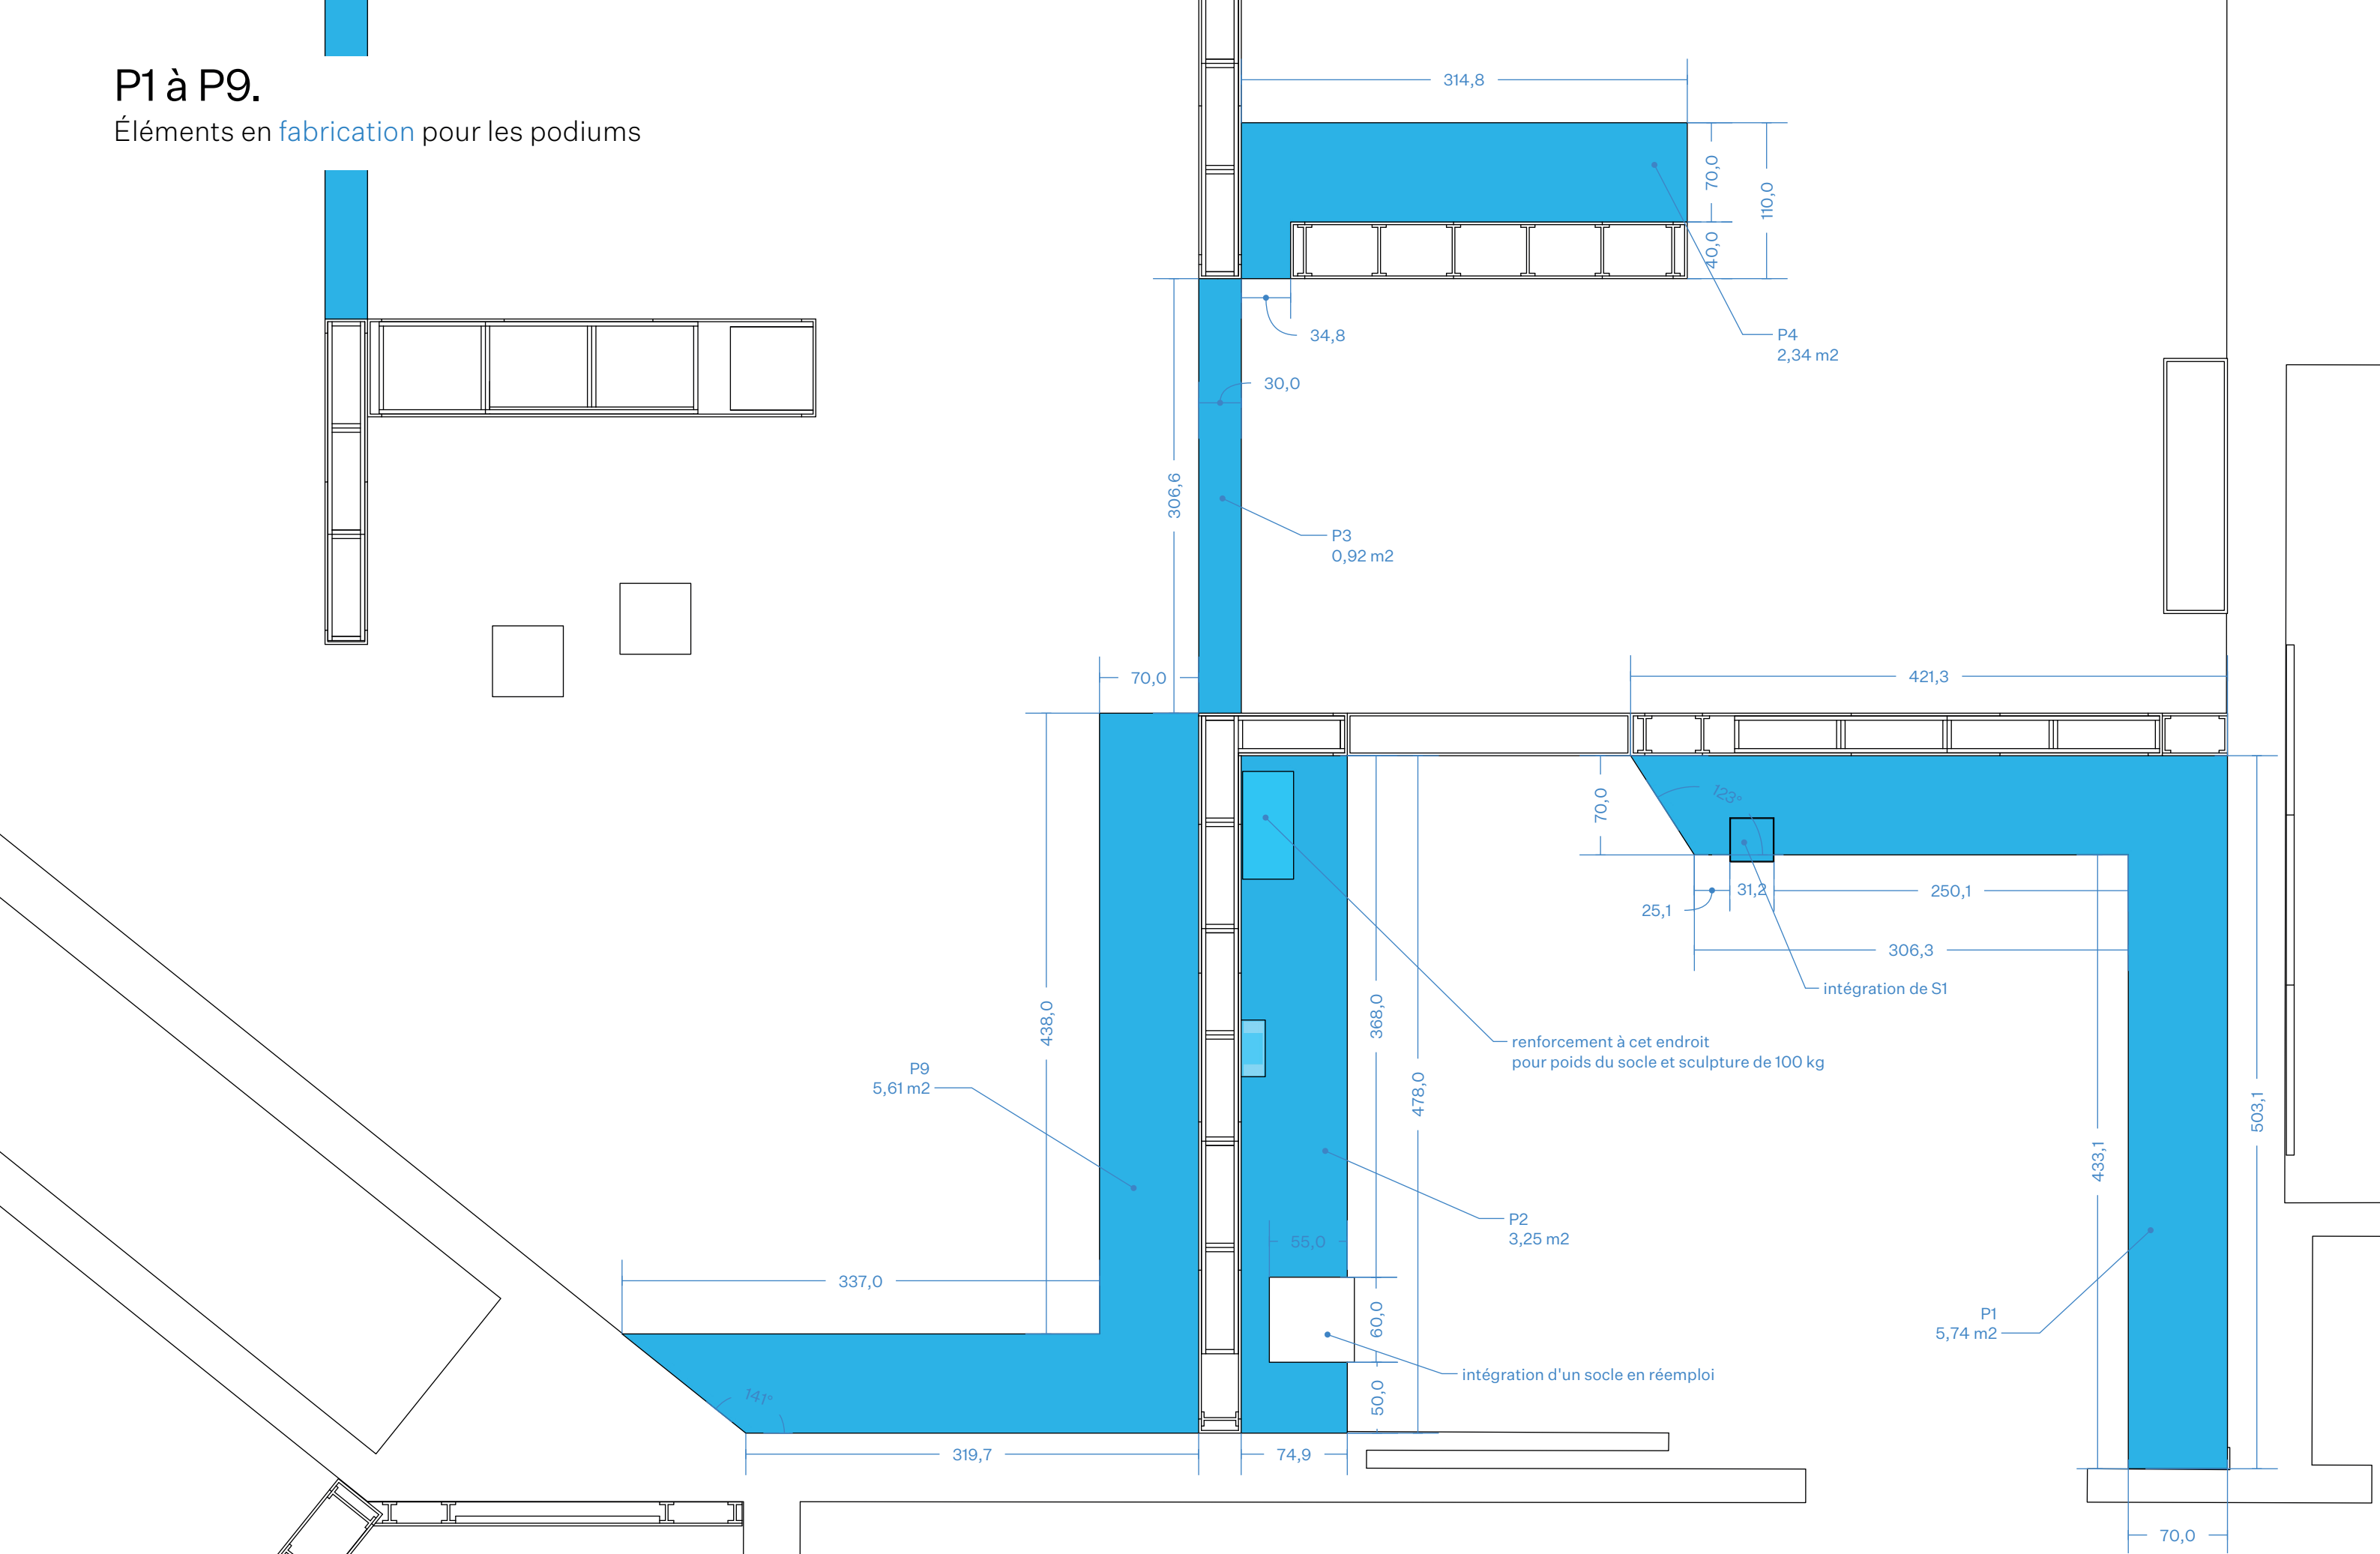 P1 à P9.
Éléments en fabrication pour les podiums
314,8
70,0
110,0
40,0
34,8
P4
2,34 m2
30,0
306,6
P3
0,92 m2
70,0
421,3
70,0
123°
31,2
250,1
25,1
306,3
intégration de S1
438,0
368,0
renforcement à cet endroit
pour poids du socle et sculpture de 100 kg
P9
5,61 m2
478,0
503,1
433,1
P2
3,25 m2
55,0
337,0
60,0
P1
5,74 m2
intégration d'un socle en réemploi
50,0
141°
319,7
74,9
70,0